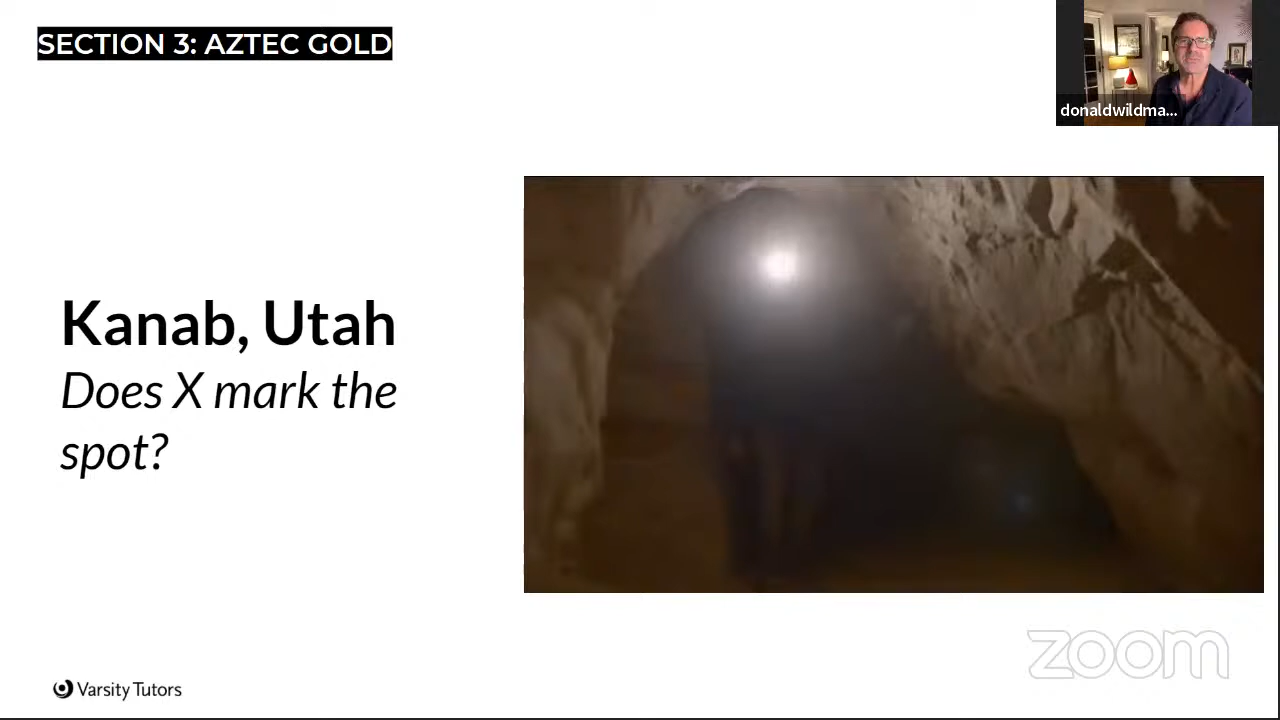 SECTION 3: AZTEC GOLD
donaldwildma...
Kanab, Utah
Does X mark the
spot?
zoom
Varsity Tutors